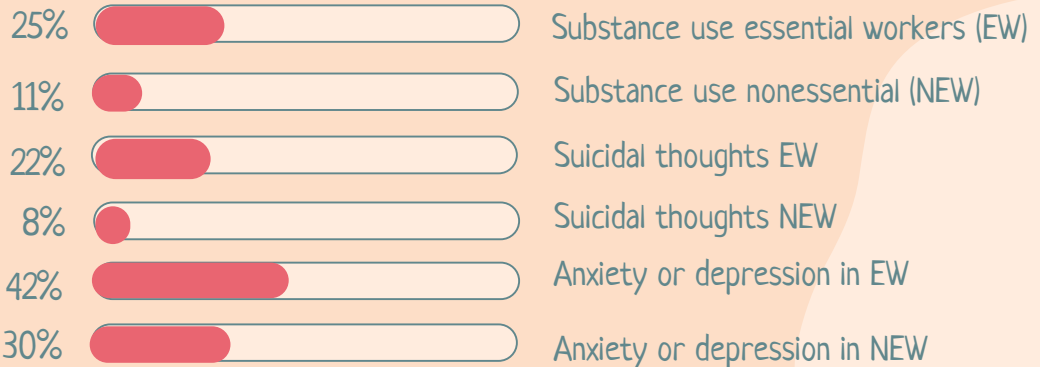 25% Substance use essential workers (EW)
11% Substance use nonessential (NEW)
22% Suicidal thoughts EW
8% Suicidal thoughts NEW
42% Anxiety or depression in EW
30% Anxiety or depression in NEW